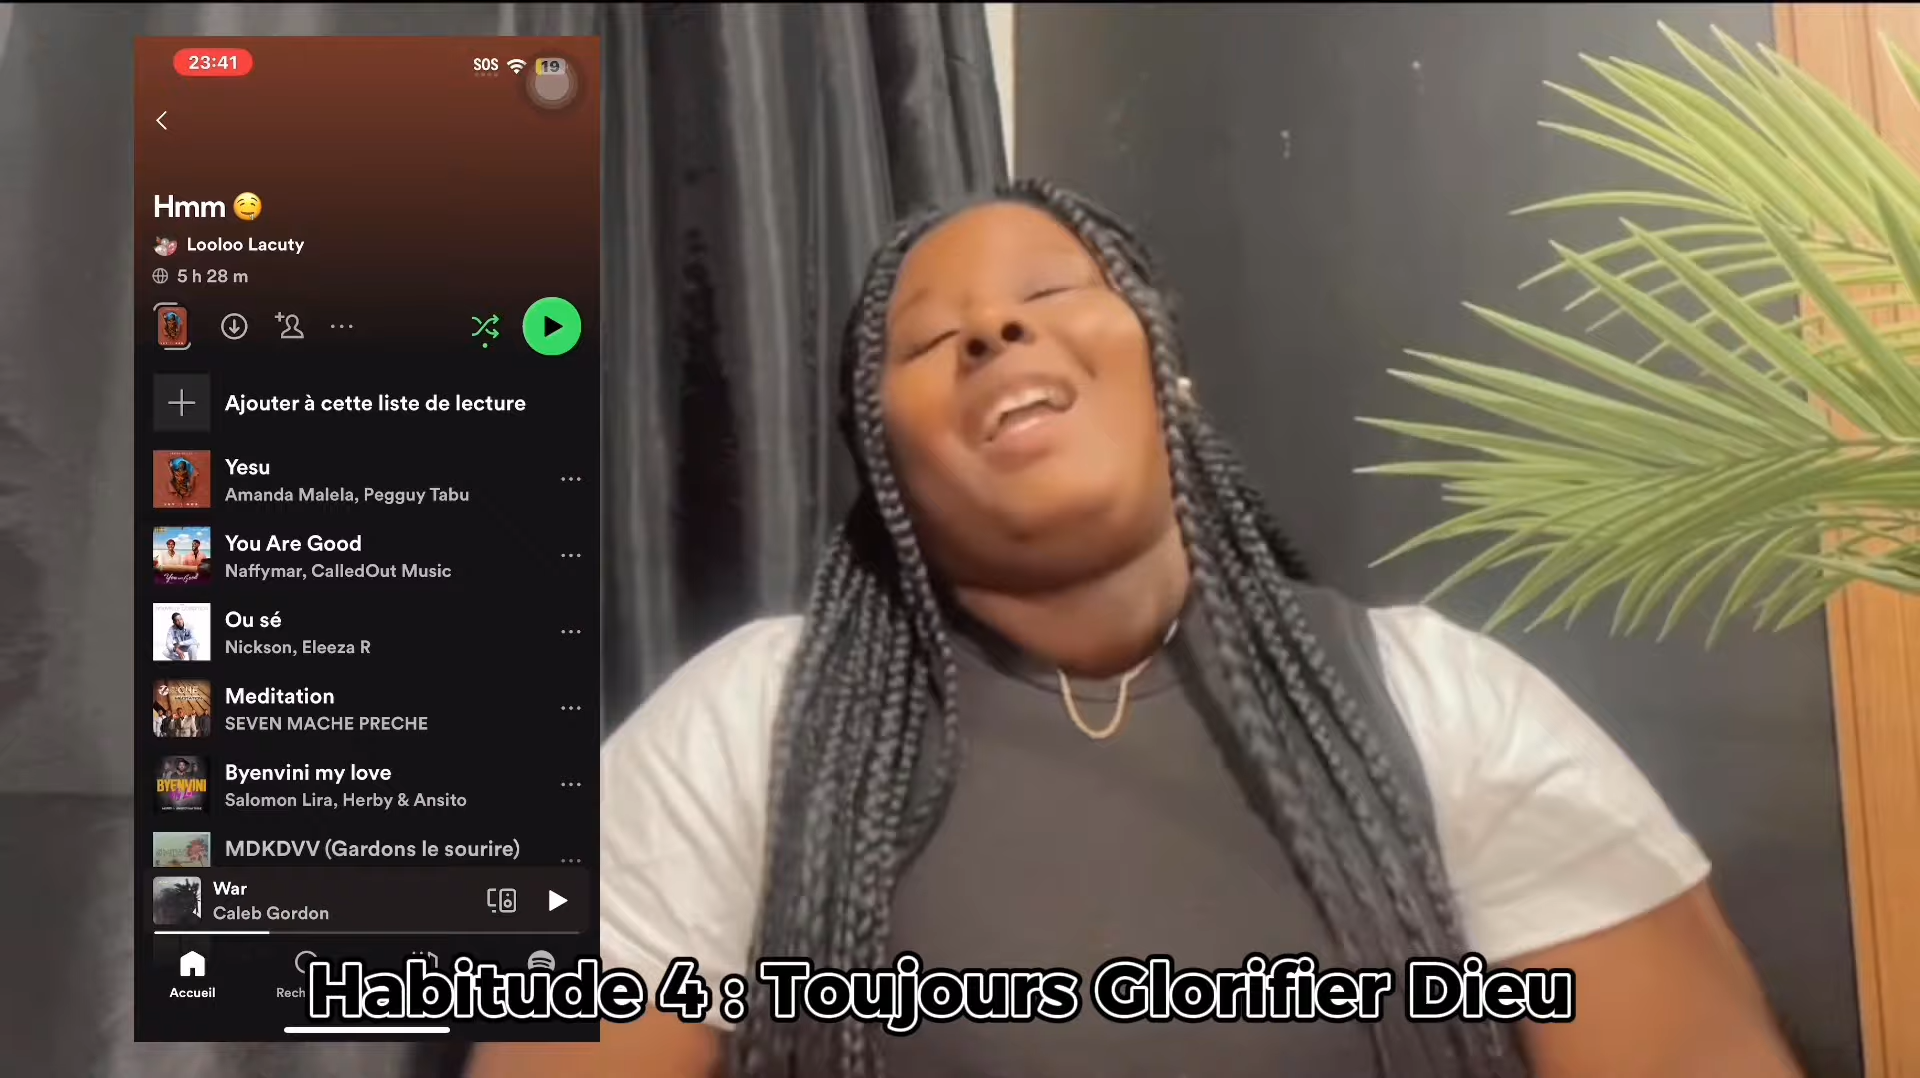 23:41
SOS
19
Hmm 🤤
Looloo Lacuty
5 h 28 m
Ajouter à cette liste de lecture
Yesu
Amanda Malela, Pegguy Tabu
You Are Good
Naffymar, CalledOut Music
Ou sé
Nickson, Eleeza R
Meditation
SEVEN MACHE PRECHE
BYENVINI
Byenvini my love
Salomon Lira, Herby & Ansito
MDKDVV (Gardons le sourire)
War
Caleb Gordon
Accueil
Rech
Habitude 4 : Toujours Glorifier Dieu